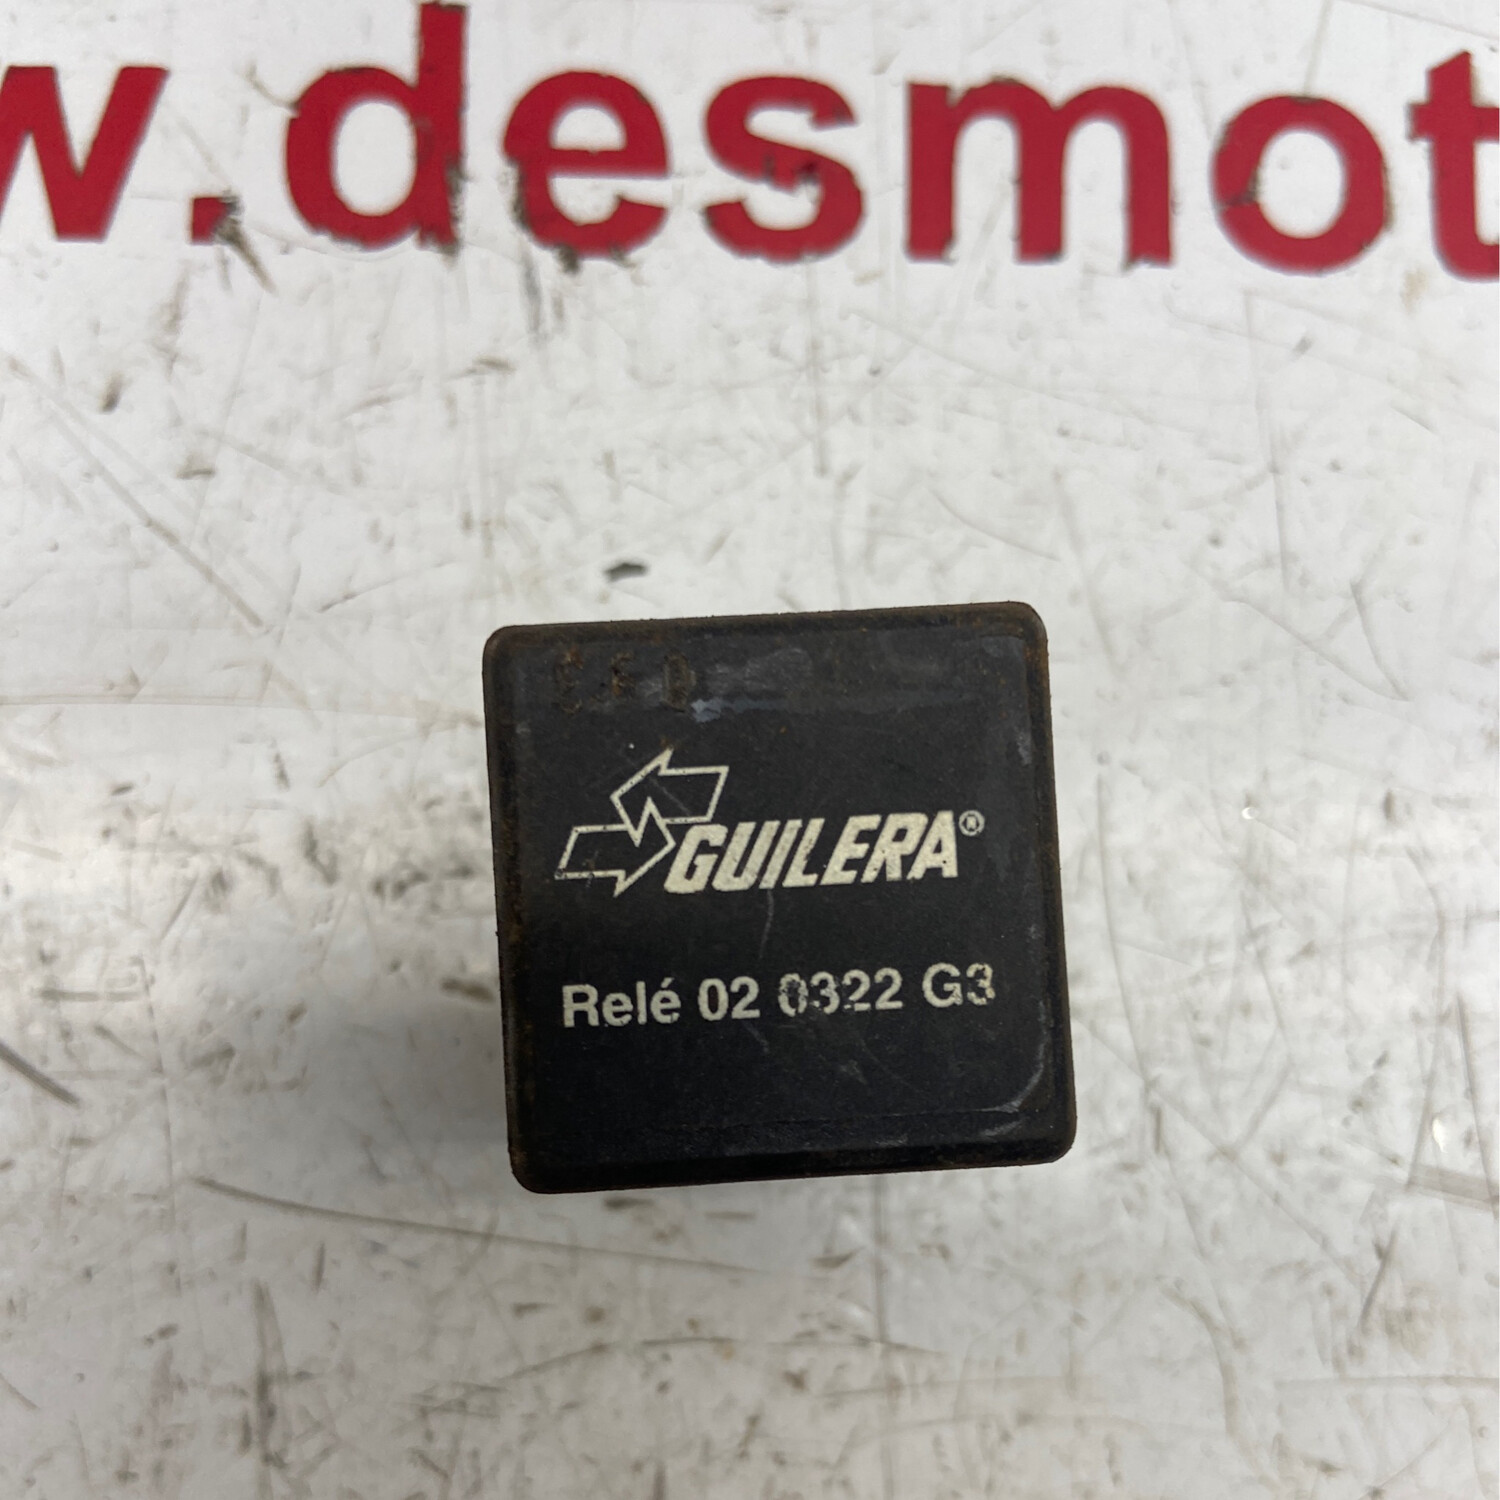 w.desmot
GUILERA®
Relé 02 0322 G3